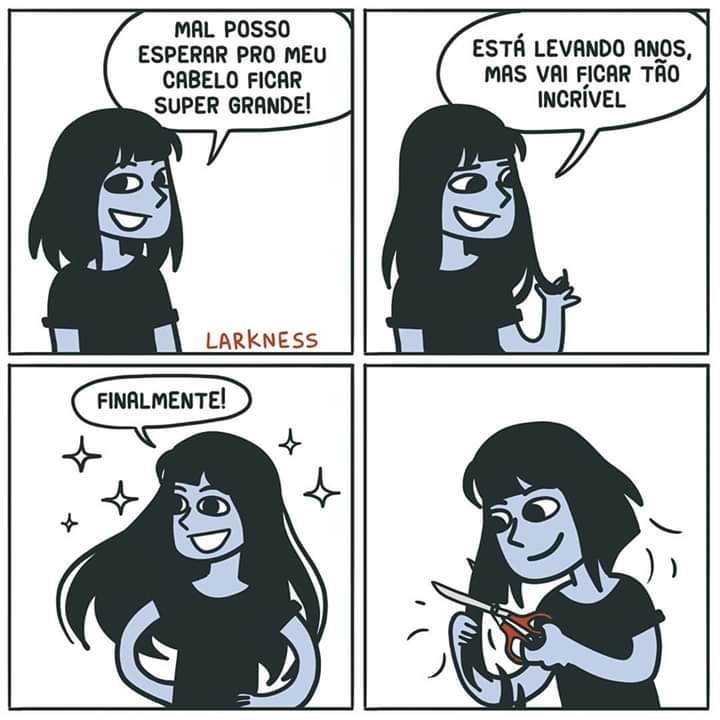 MAL POSSO
ESPERAR PRO MEU
CABELO FICAR
SUPER GRANDE!
LARKNESS
ESTÁ LEVANDO ANOS,
MAS VAI FICAR TÃO
INCRÍVEL
FINALMENTE!